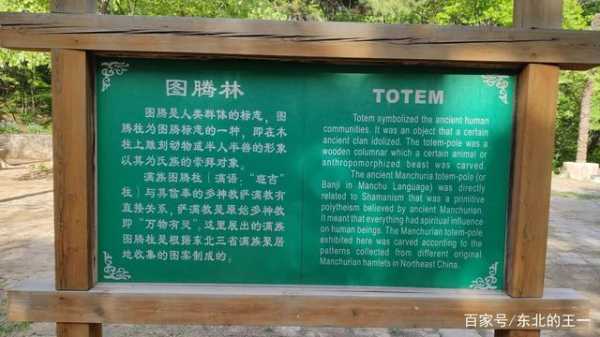 图腾林
图腾是人类群体的标志，图
腾柱为图腾标志的一种，即在木
柱上雕刻动物或半人半兽的形象
以其为氏族的崇拜对象。
满族图腾柱（满语：“班吉”
柱）与其信奉的多神教萨满教有
直接关系，萨满教是原始多神教
即“万物有灵”。这里展出的满族
图腾柱是根据东北三省满族聚居
地收集的图案制成的。
TOTEM
Totem symbolized the ancient human
communities. It was an object that a certain
ancient clan idolized. The totem-pole was a
wooden columnar which a certain animal or
anthropomorphized beast was carved.
The ancient Manchuria totem-pole (or
Banji in Manchu Language) was directly
related to Shamanism that was a primitive
polytheism believed by ancient Manchurian.
It meant that everything had spiritual influence
on human beings. The Manchurian totem-pole
exhibited here was carved according to the
patterns collected from different original
Manchurian hamlets in Northeast China.
百家号/东北的王一